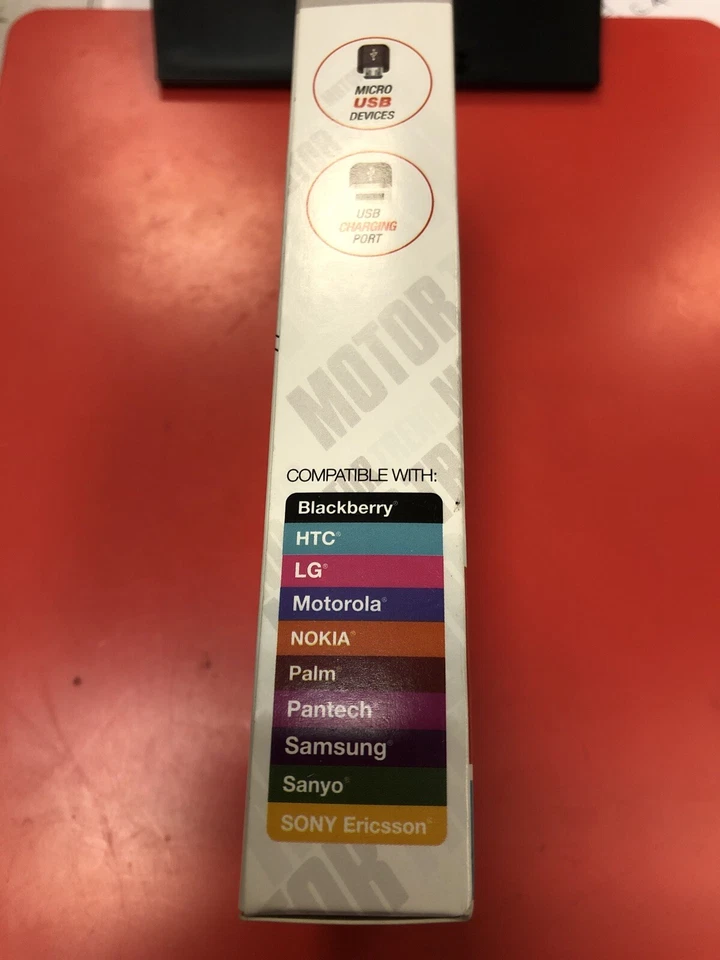 MICRO
USB
DEVICES
USB
CHARGING
PORT
MOTOR
COMPATIBLE WITH:
Blackberry®
HTC®
LG®
Motorola®
NOKIA®
Palm®
Pantech®
Samsung®
Sanyo®
SONY Ericsson®